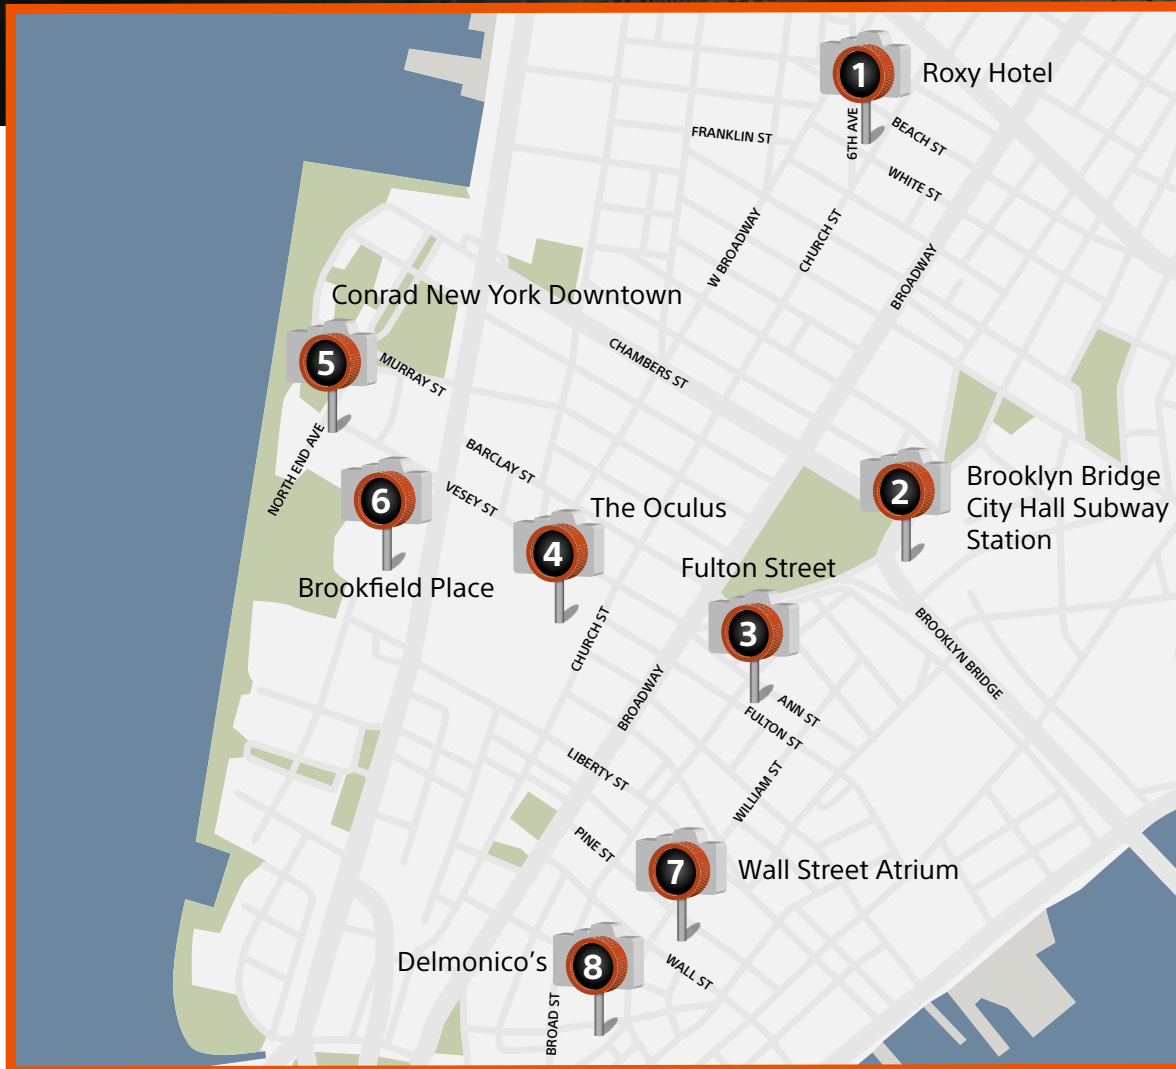 1
Roxy Hotel
FRANKLIN ST
6TH AVE
BEACH ST
WHITE ST
W BROADWAY
CHURCH ST
BROADWAY
Conrad New York Downtown
5
MURRAY ST
CHAMBERS ST
NORTH END AVE
BARCLAY ST
VESEY ST
6
Brookfield Place
4
The Oculus
2
Brooklyn Bridge
City Hall Subway
Station
Fulton Street
3
CHURCH ST
BROADWAY
BROOKLYN BRIDGE
ANN ST
FULTON ST
WILLIAM ST
LIBERTY ST
PINE ST
7
Wall Street Atrium
Delmonico’s
8
WALL ST
BROAD ST